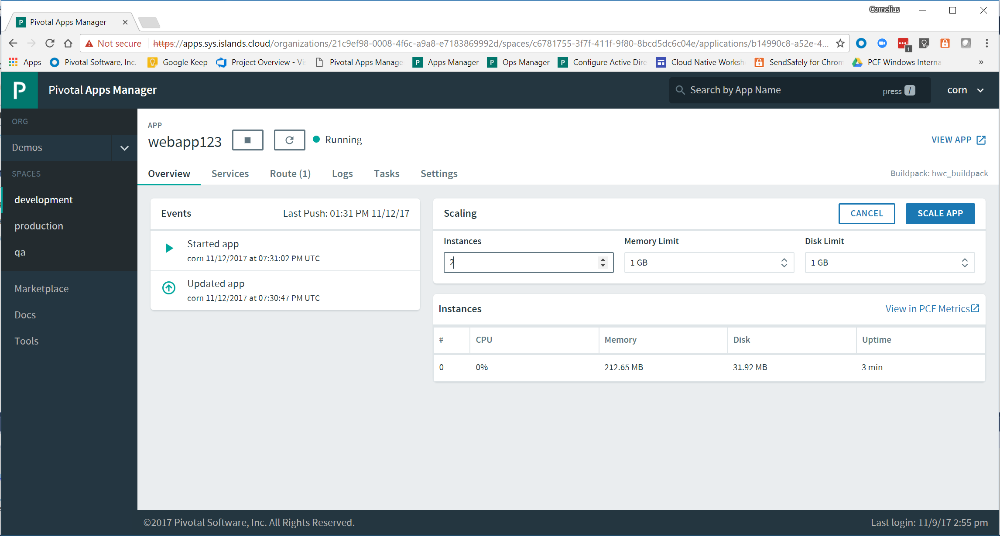 Cornelius
P Pivotal Apps Manager
Not secure https://apps.sys.islands.cloud/organizations/21c9ef98-0008-4f6c-a9a8-e7183869992d/spaces/c6781755-3f7f-411f-9f80-8bcd5dc6c04e/applications/b14990c8-a52e-4... 1
Apps Pivotal Software, Inc. Google Keep Project Overview - Vi Pivotal Apps Manage P Apps Manager P Ops Manager P Configure Active Dire Cloud Native Worksh SendSafely for Chrom PCF Windows Interna »
P Pivotal Apps Manager Search by App Name press / corn
ORG
Demos
SPACES
development
production
qa
Marketplace
Docs
Tools
APP
webapp123 Running VIEW APP
Overview Services Route (1) Logs Tasks Settings Buildpack: hwc_buildpack
Events Last Push: 01:31 PM 11/12/17
Started app
corn 11/12/2017 at 07:31:02 PM UTC
Updated app
corn 11/12/2017 at 07:30:47 PM UTC
Scaling CANCEL SCALE APP
Instances Memory Limit Disk Limit
2 1 GB 1 GB
Instances View in PCF Metrics
# CPU Memory Disk Uptime
0 0% 212.65 MB 31.92 MB 3 min
©2017 Pivotal Software, Inc. All Rights Reserved. Last login: 11/9/17 2:55 pm